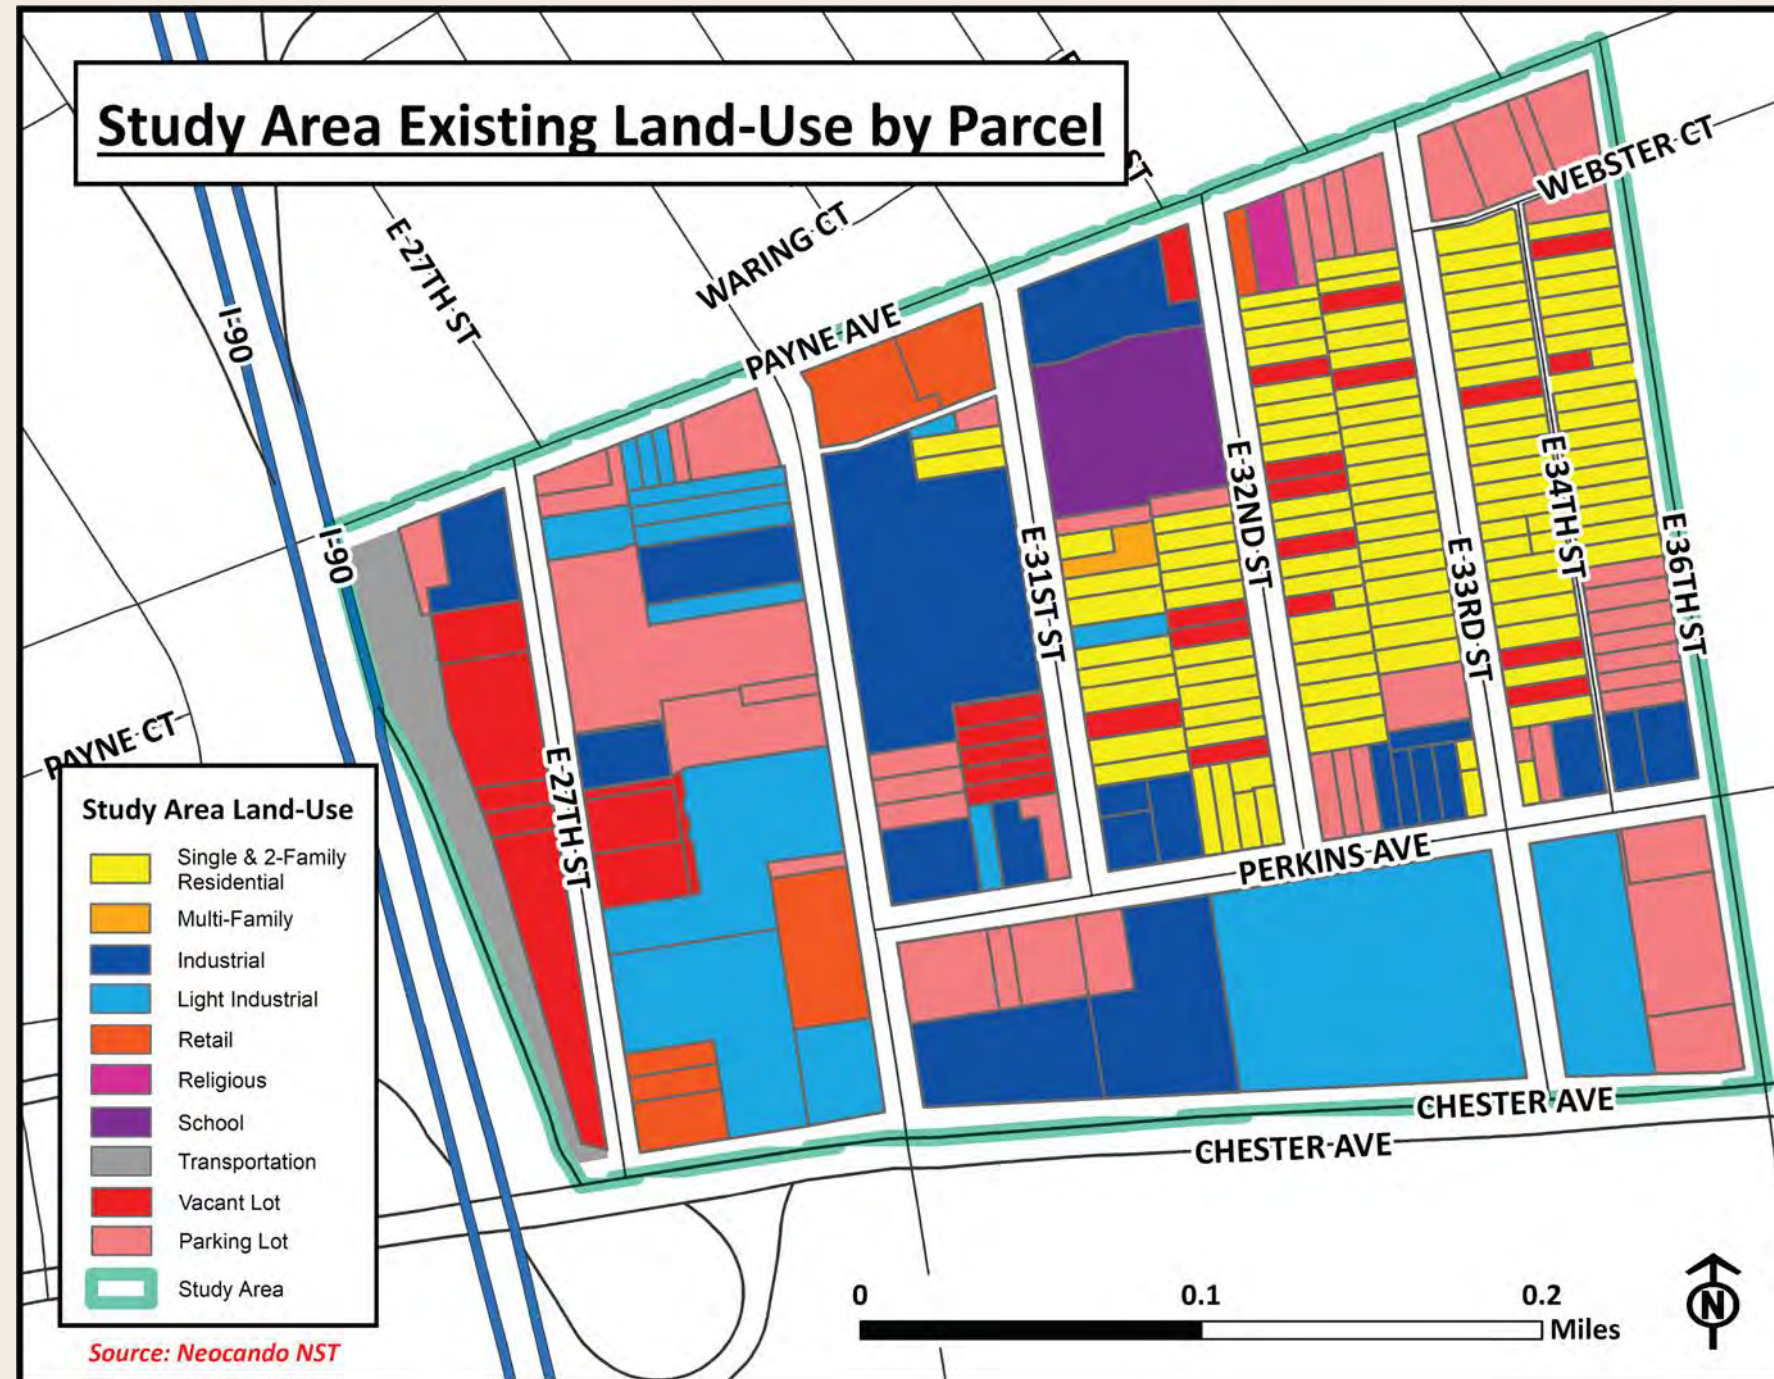 Study Area Existing Land-Use by Parcel
ST
WEBSTER CT
E 27TH ST
WARING CT
I-90
PAYNE AVE
I-90
E 32ND ST
E 34TH ST
E 31ST ST
E 33RD ST
E 36TH ST
PAYNE CT
E 27TH ST
PERKINS AVE
CHESTER AVE
CHESTER AVE
Study Area Land-Use
Single & 2-Family
Residential
Multi-Family
Industrial
Light Industrial
Retail
Religious
School
Transportation
Vacant Lot
Parking Lot
Study Area
Source: Neocando NST
0 0.1 0.2
Miles
N